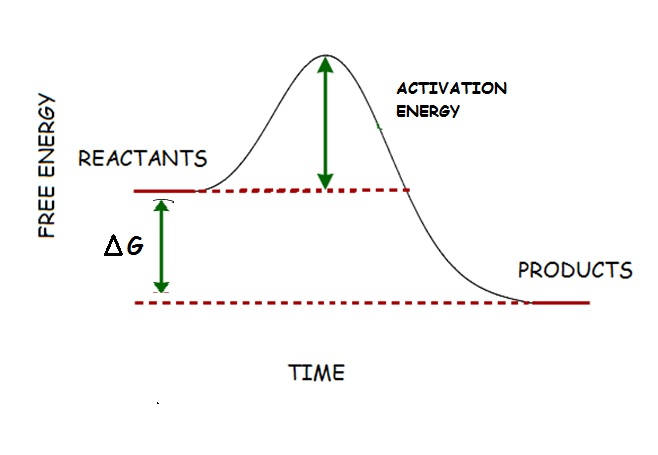 ACTIVATION
ENERGY
FREE ENERGY
REACTANTS
ΔG
PRODUCTS
TIME